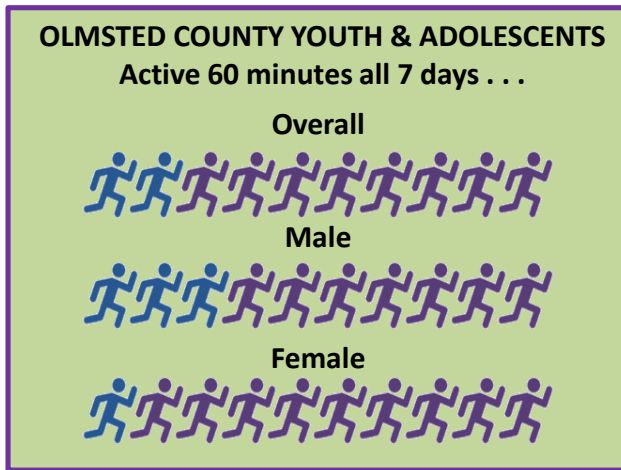 OLMSTED COUNTY YOUTH & ADOLESCENTS
Active 60 minutes all 7 days . . .
Overall
Male
Female